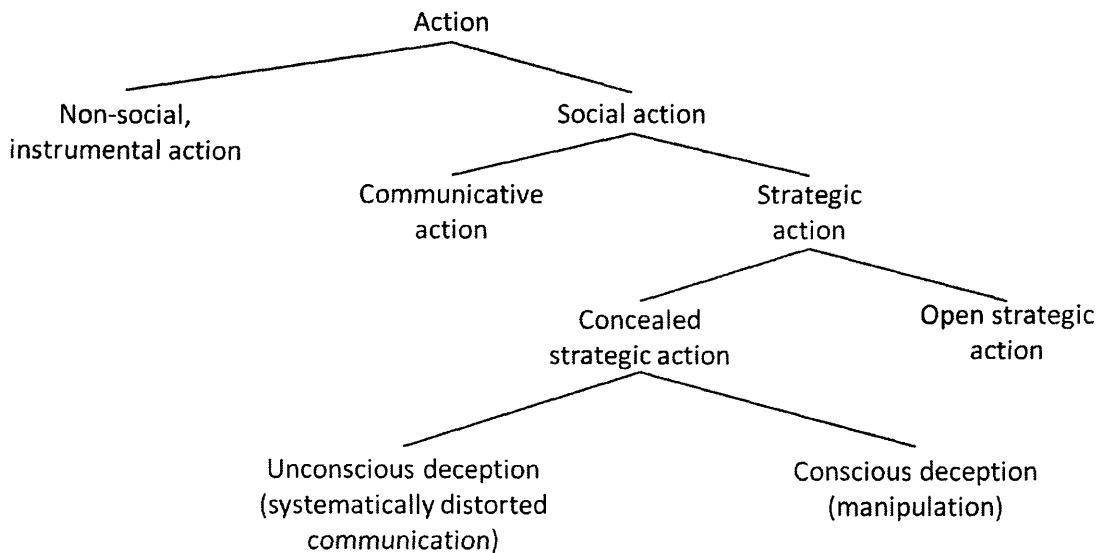 Action
Non-social,
instrumental action
Social action
Communicative
action
Strategic
action
Concealed
strategic action
Open strategic
action
Unconscious deception
(systematically distorted
communication)
Conscious deception
(manipulation)